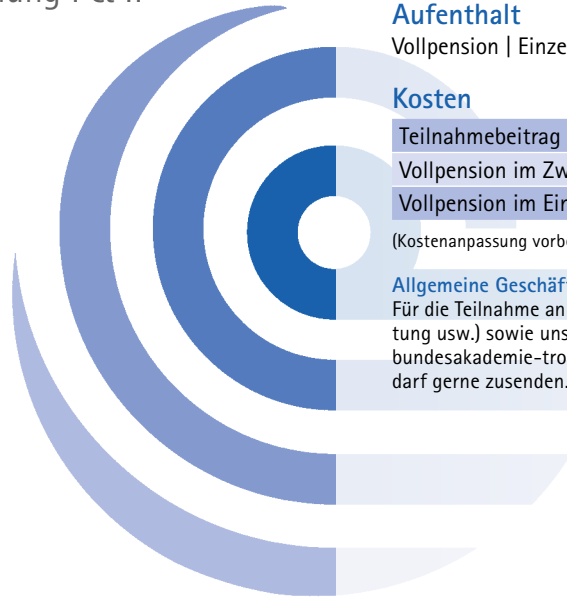 Aufenthalt
Vollpension | Einze
Kosten
Teilnahmebeitrag
Vollpension im Zw
Vollpension im Ein
(Kostenanpassung vorbe
Allgemeine Geschäf
Für die Teilnahme an
tung usw.) sowie uns
bundesakademie-tro
darf gerne zusenden.